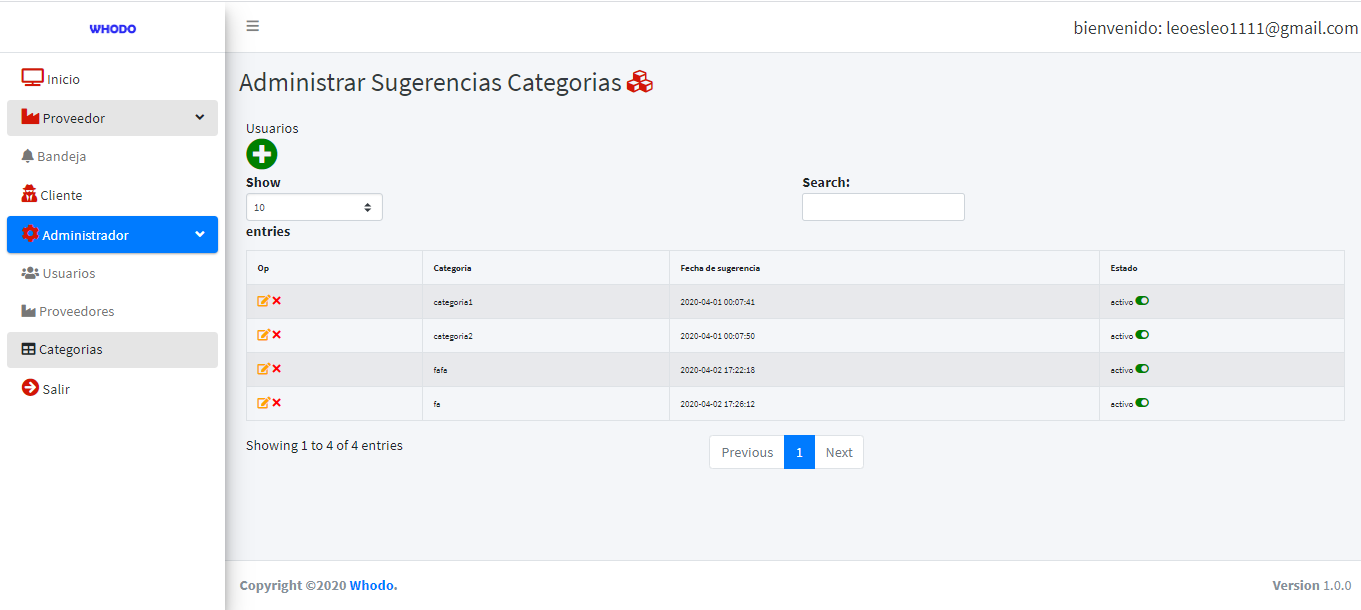 WHODO
bienvenido: leoesleo1111@gmail.com
Inicio
Proveedor
Bandeja
Cliente
Administrador
Usuarios
Proveedores
Categorias
Salir
Administrar Sugerencias Categorias
Usuarios
Show
10
entries
Search:
Op Categoria Fecha de sugerencia Estado
categoria1 2020-04-01 00:07:41 activo
categoria2 2020-04-01 00:07:50 activo
fafa 2020-04-02 17:22:18 activo
fa 2020-04-02 17:26:12 activo
Showing 1 to 4 of 4 entries
Previous 1 Next
Copyright ©2020 Whodo.
Version 1.0.0